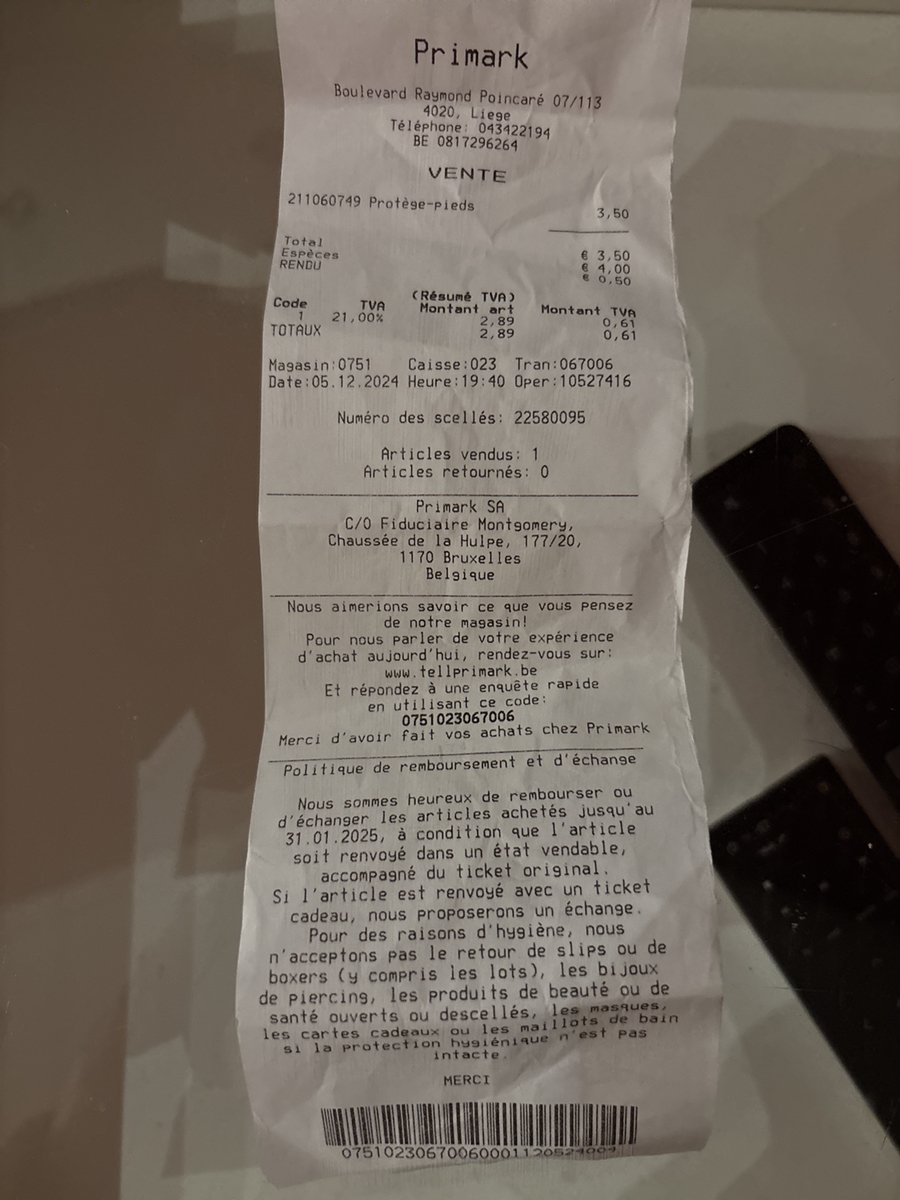 Primark
Boulevard Raymond Poincaré 07/113
4020, Liege
Téléphone: 043422194
BE 0817296264
VENTE
211060749 Protège-pieds 3,50
Total € 3,50
Espèces € 4,00
RENDU € 0,50
(Résumé TVA)
Code TVA Montant art Montant TVA
1 21,00% 2,89 0,61
TOTAUX 2,89 0,61
Magasin:0751 Caisse:023 Tran:067006
Date:05.12.2024 Heure:19:40 Oper:10527416
Numéro des scellés: 22580095
Articles vendus: 1
Articles retournés: 0
Primark SA
C/O Fiduciaire Montgomery,
Chaussée de la Hulpe, 177/20,
1170 Bruxelles
Belgique
Nous aimerions savoir ce que vous pensez
de notre magasin!
Pour nous parler de votre expérience
d'achat aujourd'hui, rendez-vous sur:
www.tellprimark.be
Et répondez à une enquête rapide
en utilisant ce code:
0751023067006
Merci d'avoir fait vos achats chez Primark
Politique de remboursement et d'échange
Nous sommes heureux de rembourser ou
d'échanger les articles achetés jusqu'au
31.01.2025, à condition que l'article
soit renvoyé dans un état vendable,
accompagné du ticket original.
Si l'article est renvoyé avec un ticket
cadeau, nous proposerons un échange.
Pour des raisons d'hygiène, nous
n'acceptons pas le retour de slips ou de
boxers (y compris les lots), les bijoux
de piercing, les produits de beauté ou de
santé ouverts ou descellés, les masques,
les cartes cadeaux ou les maillots de bain
si la protection hygiénique n'est pas
intacte.
MERCI